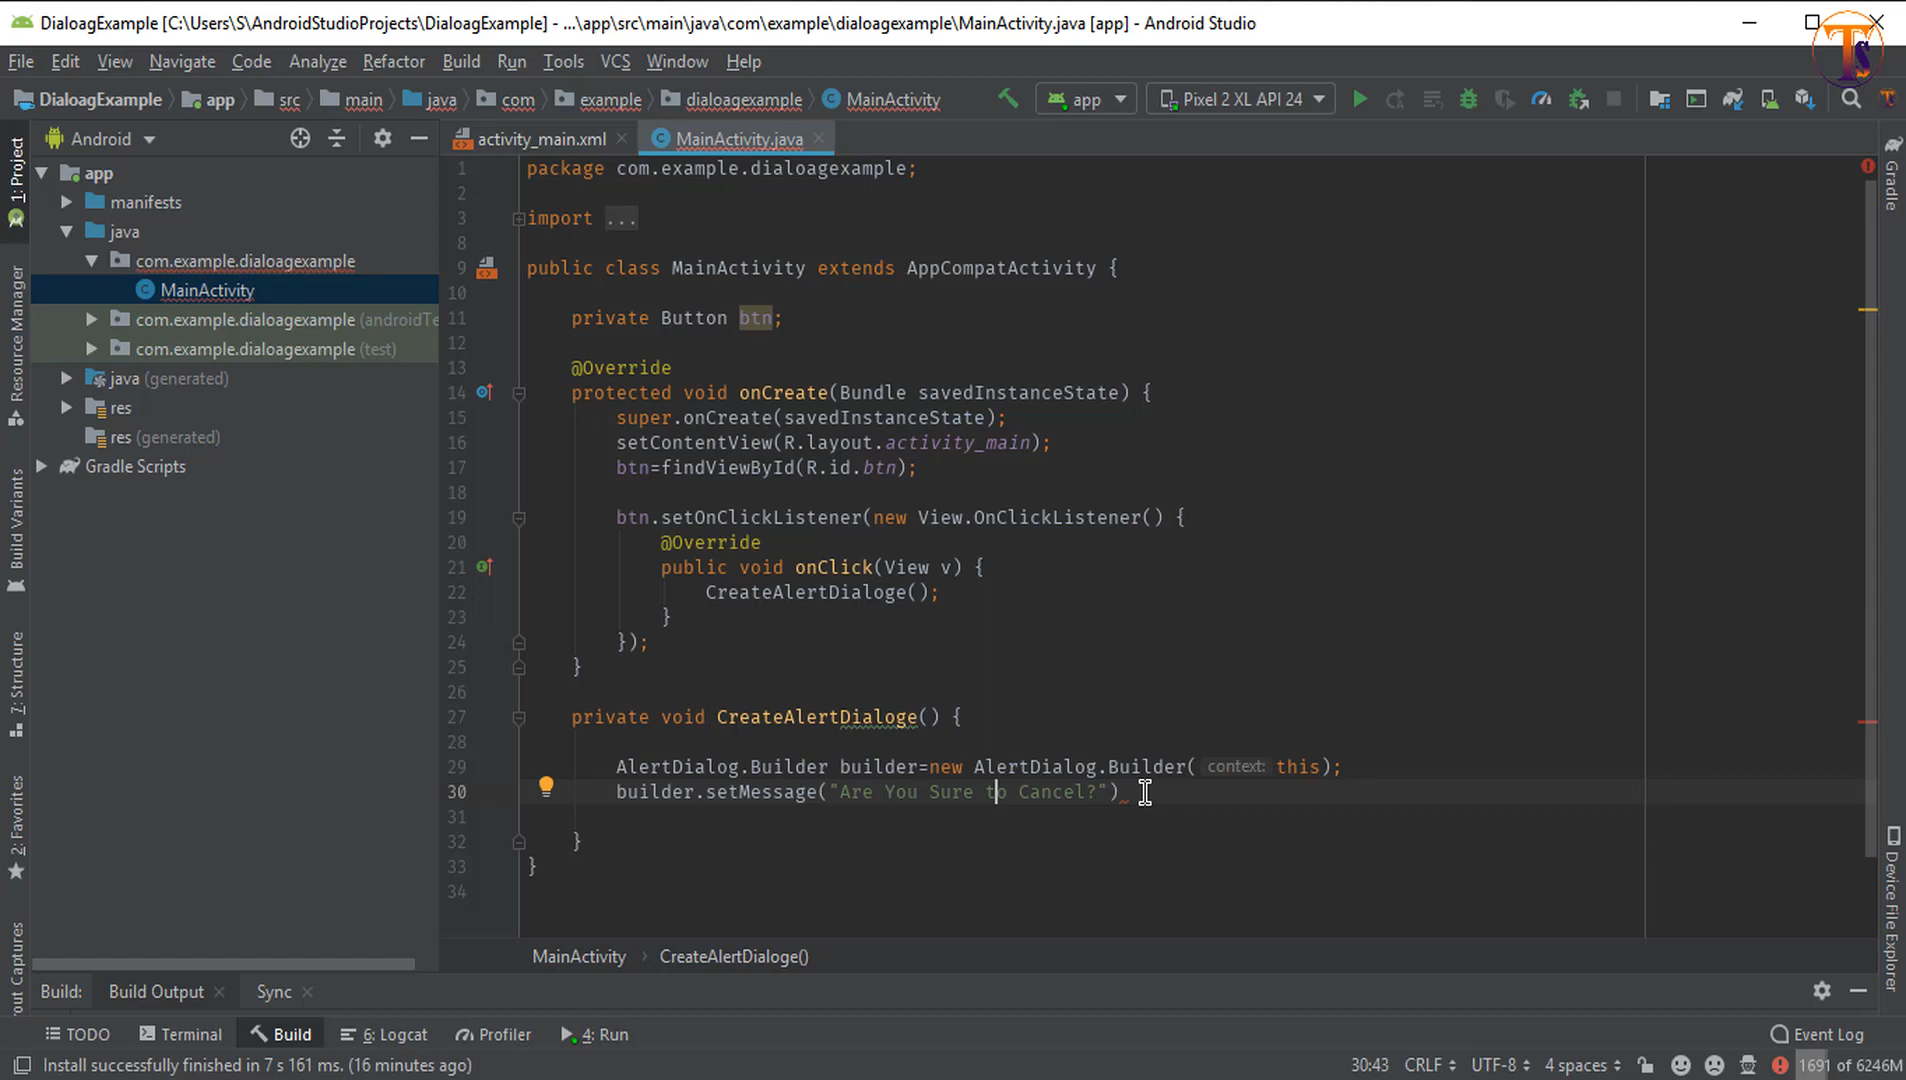 DialoagExample [C:\Users\S\AndroidStudioProjects\DialoagExample] - ...\app\src\main\java\com\example\dialoagexample\MainActivity.java [app] - Android Studio
TS
File Edit View Navigate Code Analyze Refactor Build Run Tools VCS Window Help
DialoagExample app src main java com example dialoagexample MainActivity app Pixel 2 XL API 24
Android
activity_main.xml MainActivity.java
1: Project
Resource Manager
Build Variants
7: Structure
2: Favorites
out Captures
app
manifests
java
com.example.dialoagexample
MainActivity
com.example.dialoagexample (androidTe
com.example.dialoagexample (test)
java (generated)
res
res (generated)
Gradle Scripts
1 package com.example.dialoagexample;
2
3 import ...
8
9 public class MainActivity extends AppCompatActivity {
10
11 private Button btn;
12
13 @Override
14 protected void onCreate(Bundle savedInstanceState) {
15 super.onCreate(savedInstanceState);
16 setContentView(R.layout.activity_main);
17 btn=findViewById(R.id.btn);
18
19 btn.setOnClickListener(new View.OnClickListener() {
20 @Override
21 public void onClick(View v) {
22 CreateAlertDialoge();
23 }
24 });
25 }
26
27 private void CreateAlertDialoge() {
28
29 AlertDialog.Builder builder=new AlertDialog.Builder( context: this);
30 builder.setMessage("Are You Sure to Cancel?")
31
32 }
33 }
34
Gradle
Device File Explorer
MainActivity CreateAlertDialoge()
Build: Build Output Sync
TODO Terminal Build 6: Logcat Profiler 4: Run Event Log
Install successfully finished in 7 s 161 ms. (16 minutes ago) 30:43 CRLF UTF-8 4 spaces 1691 of 6246M